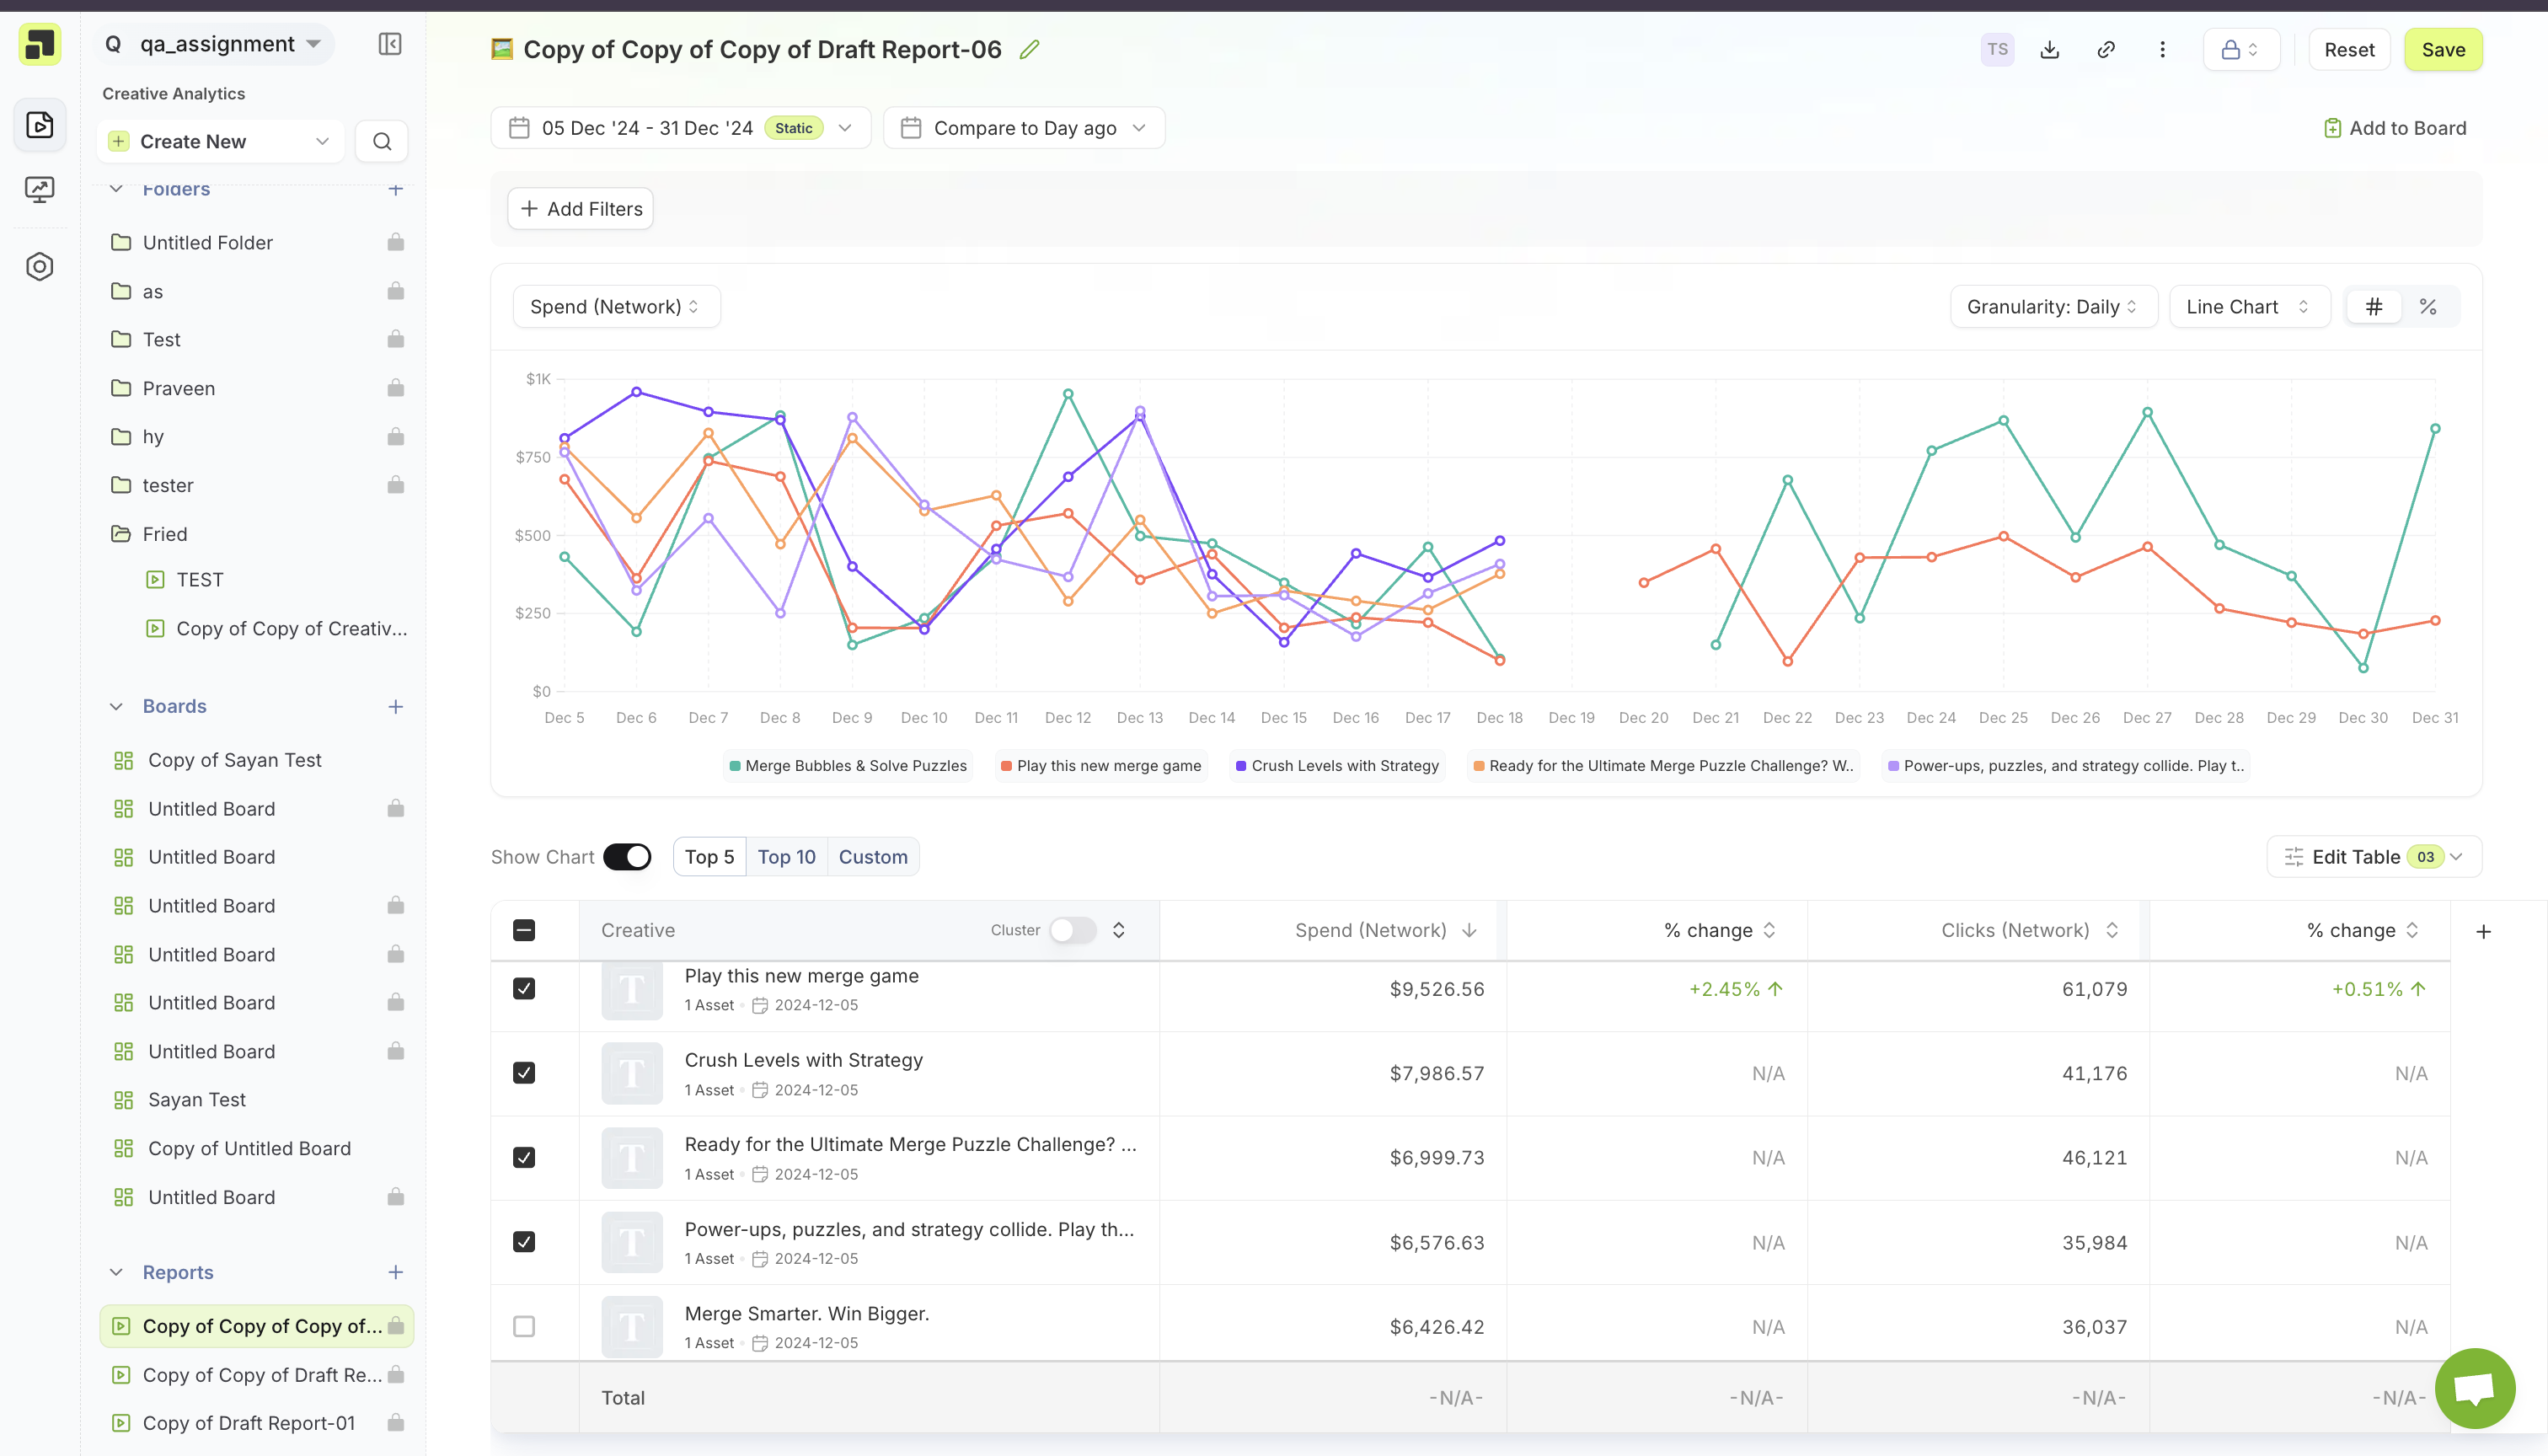 Q qa_assignment
Creative Analytics
Create New
Folders
Untitled Folder
as
Test
Praveen
hy
tester
Fried
TEST
Copy of Copy of Creativ...
Boards
Copy of Sayan Test
Untitled Board
Untitled Board
Untitled Board
Untitled Board
Untitled Board
Untitled Board
Sayan Test
Copy of Untitled Board
Untitled Board
Reports
Copy of Copy of Copy of...
Copy of Copy of Draft Re...
Copy of Draft Report-01
Copy of Copy of Copy of Draft Report-06
TS
Reset
Save
05 Dec '24 - 31 Dec '24 Static
Compare to Day ago
Add to Board
Add Filters
Spend (Network)
Granularity: Daily
Line Chart
# %
$1K
$750
$500
$250
$0
Dec 5 Dec 6 Dec 7 Dec 8 Dec 9 Dec 10 Dec 11 Dec 12 Dec 13 Dec 14 Dec 15 Dec 16 Dec 17 Dec 18 Dec 19 Dec 20 Dec 21 Dec 22 Dec 23 Dec 24 Dec 25 Dec 26 Dec 27 Dec 28 Dec 29 Dec 30 Dec 31
Merge Bubbles & Solve Puzzles Play this new merge game Crush Levels with Strategy Ready for the Ultimate Merge Puzzle Challenge? W.. Power-ups, puzzles, and strategy collide. Play t..
Show Chart Top 5 Top 10 Custom
Edit Table 03
Creative Cluster Spend (Network) % change Clicks (Network) % change
T Play this new merge game
1 Asset 2024-12-05
$9,526.56 +2.45% 61,079 +0.51%
T Crush Levels with Strategy
1 Asset 2024-12-05
$7,986.57 N/A 41,176 N/A
T Ready for the Ultimate Merge Puzzle Challenge? ...
1 Asset 2024-12-05
$6,999.73 N/A 46,121 N/A
T Power-ups, puzzles, and strategy collide. Play th...
1 Asset 2024-12-05
$6,576.63 N/A 35,984 N/A
T Merge Smarter. Win Bigger.
1 Asset 2024-12-05
$6,426.42 N/A 36,037 N/A
Total -N/A- -N/A- -N/A- -N/A-